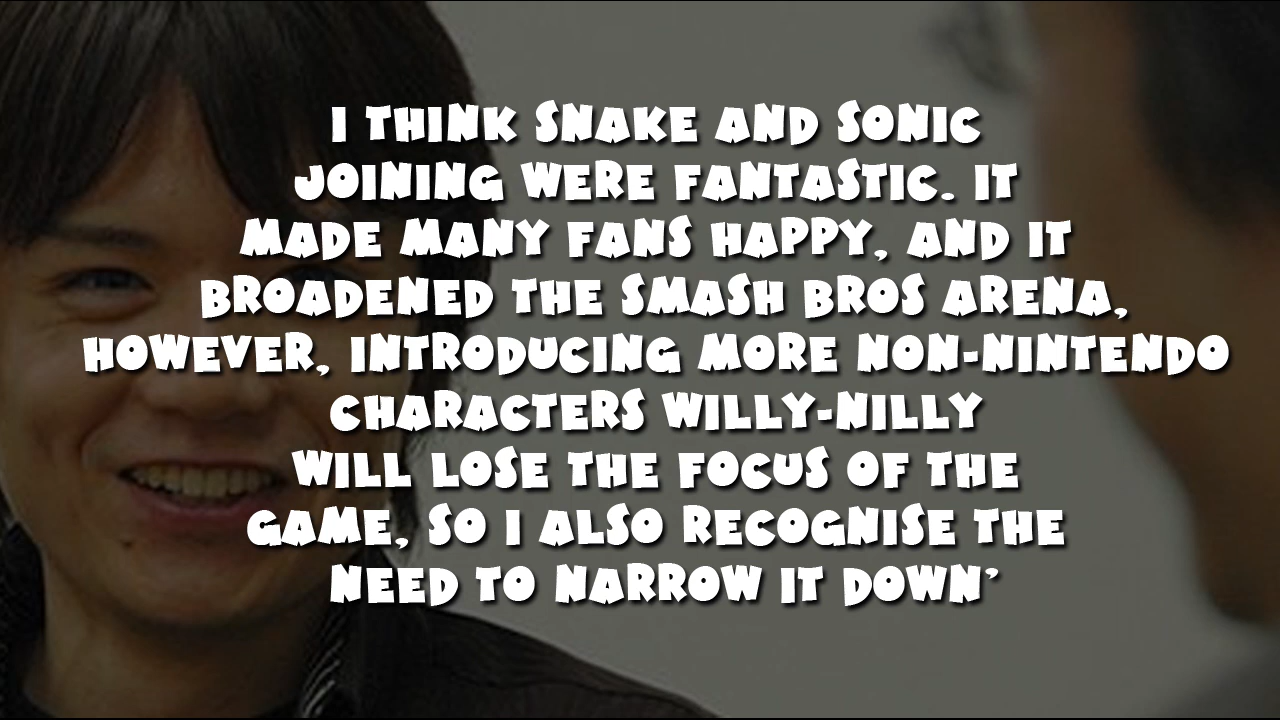 I THINK SNAKE AND SONIC
JOINING WERE FANTASTIC. IT
MADE MANY FANS HAPPY, AND IT
BROADENED THE SMASH BROS ARENA,
HOWEVER, INTRODUCING MORE NON-NINTENDO
CHARACTERS WILLY-NILLY
WILL LOSE THE FOCUS OF THE
GAME, SO I ALSO RECOGNISE THE
NEED TO NARROW IT DOWN'